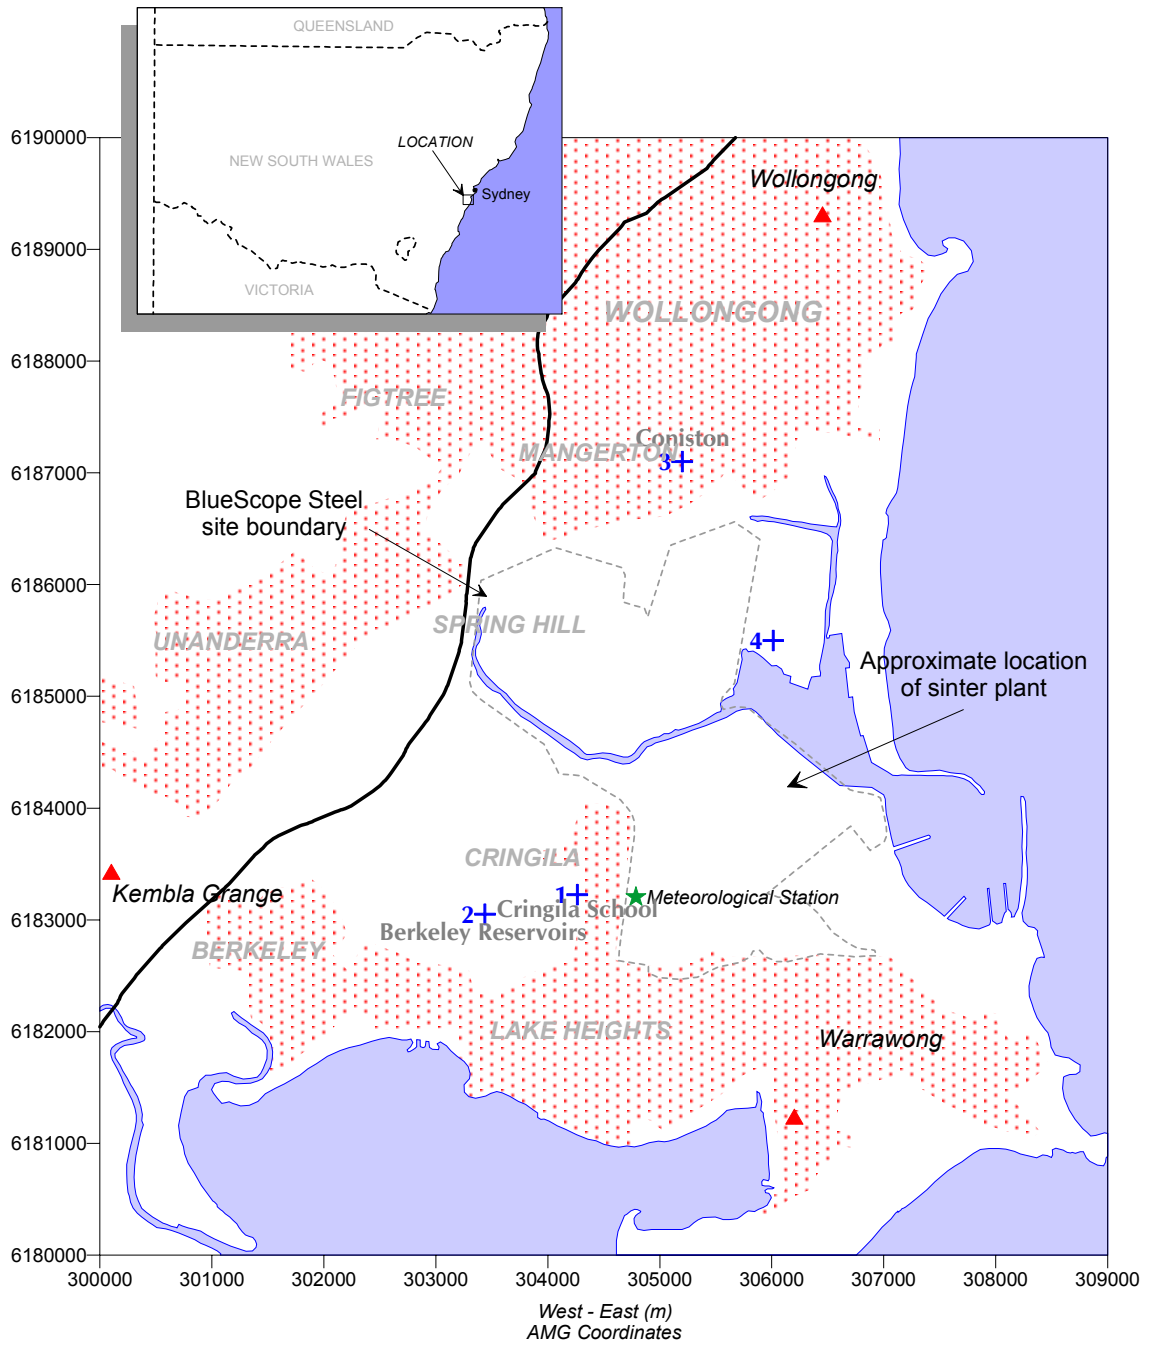 QUEENSLAND
LOCATION
NEW SOUTH WALES
Sydney
VICTORIA
6190000
Wollongong
6189000
WOLLONGONG
6188000
FIGTREE
Coniston
MANGERTON
3
6187000
BlueScope Steel
site boundary
6186000
SPRING HILL
UNANDERRA
4
Approximate location
of sinter plant
6185000
6184000
CRINGILA
Kembla Grange
1
Meteorological Station
Cringila School
2
6183000
Berkeley Reservoirs
BERKELEY
LAKE HEIGHTS
6182000
Warrawong
6181000
6180000
300000 301000 302000 303000 304000 305000 306000 307000 308000 309000
West - East (m)
AMG Coordinates